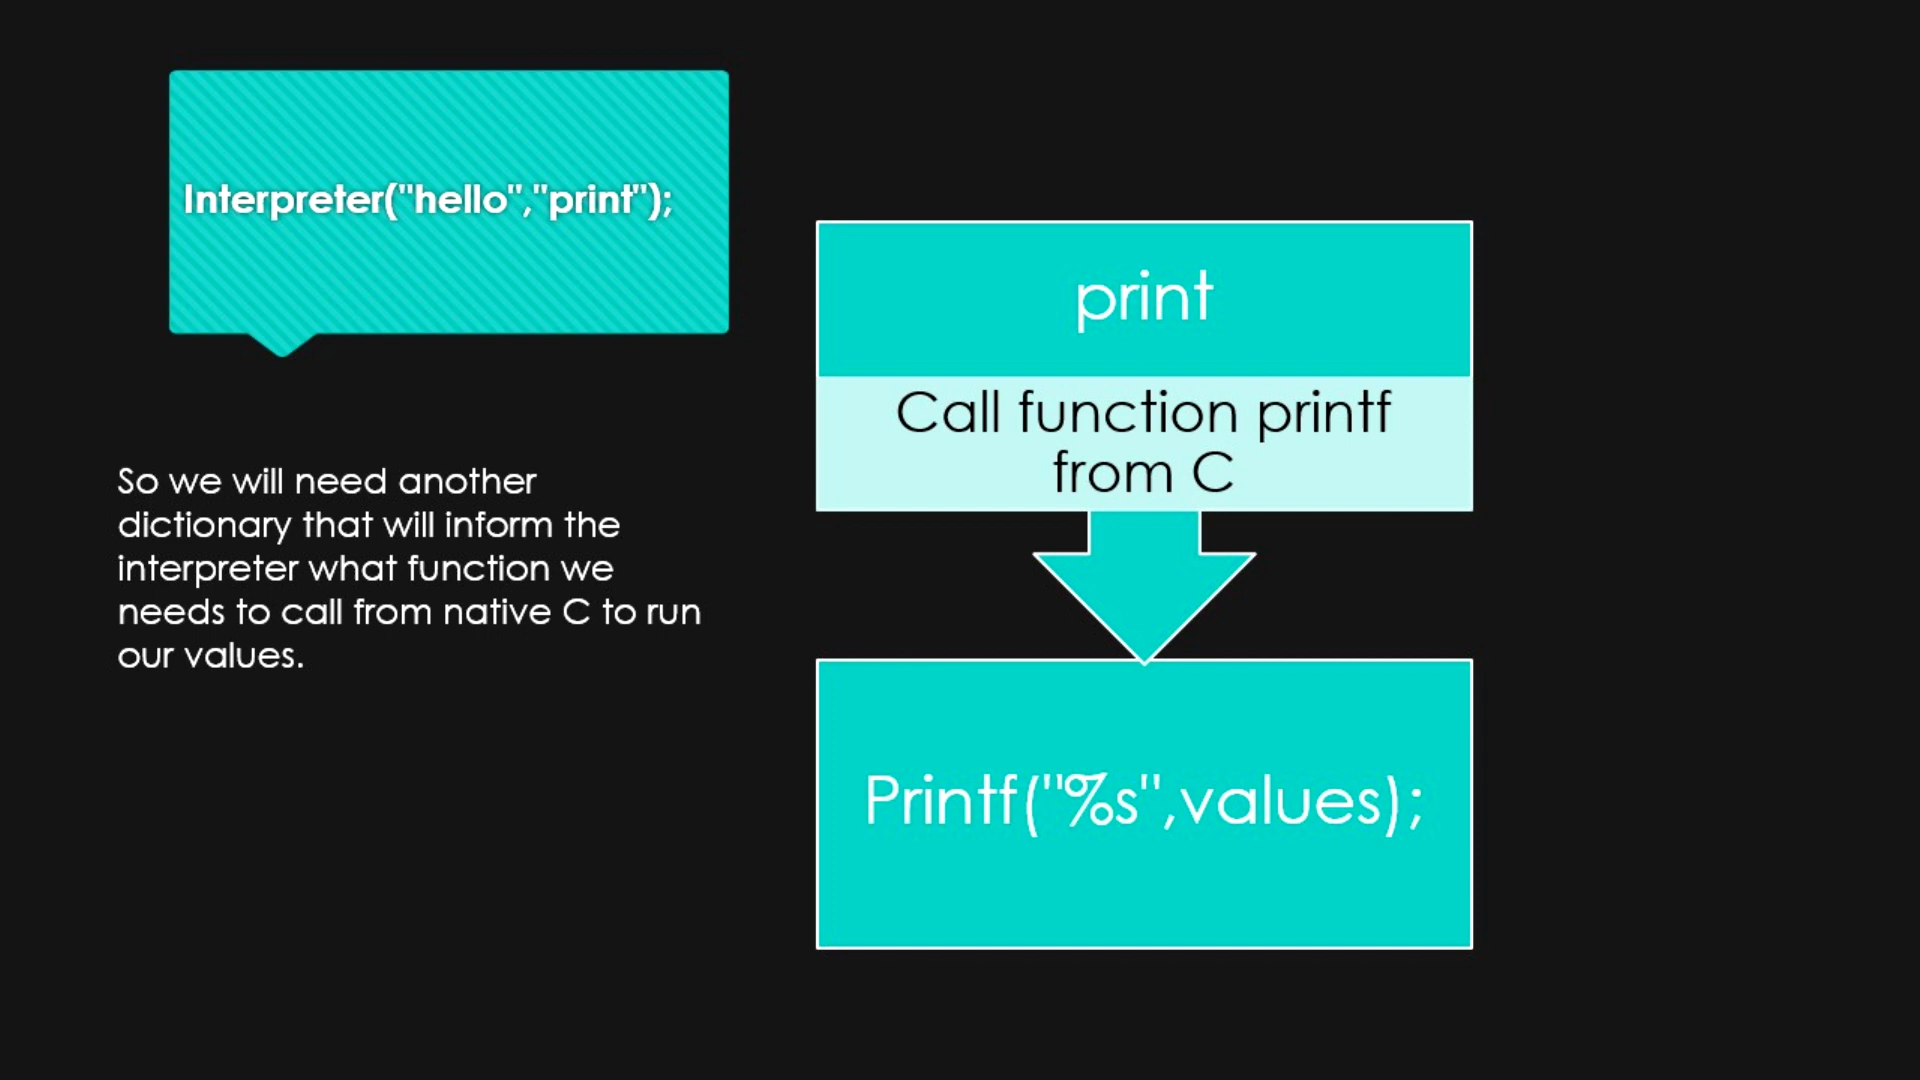 Interpreter("hello","print");
So we will need another
dictionary that will inform the
interpreter what function we
needs to call from native C to run
our values.
print
Call function printf
from C
Printf("%s",values);